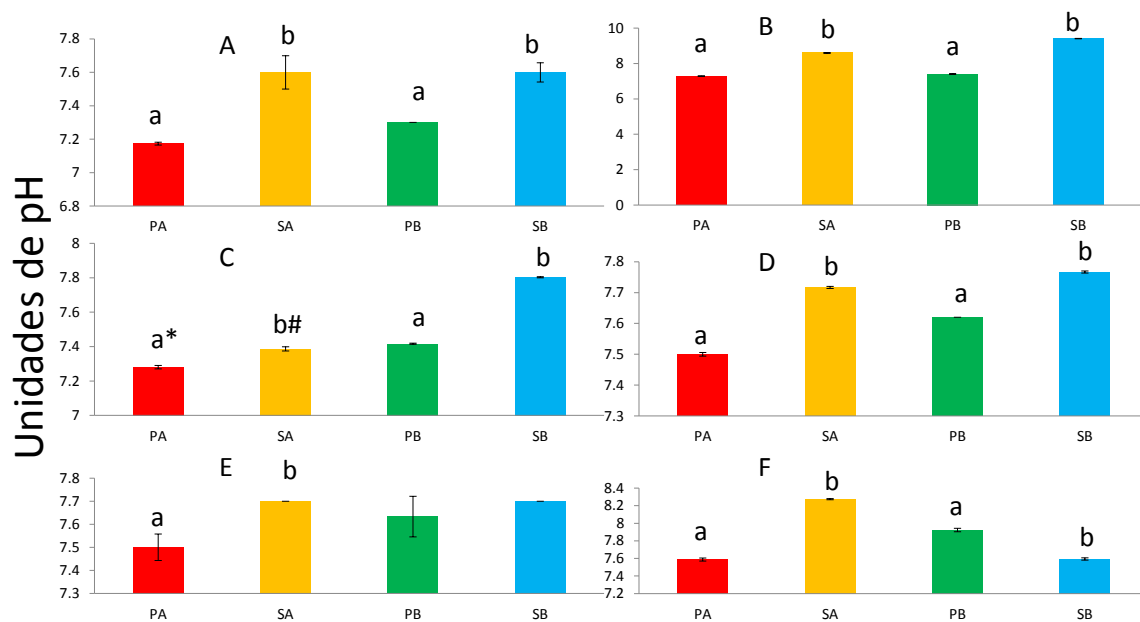 Unidades de pH
A
7.8
7.6
7.4
7.2
7
6.8
a
b
a
b
PA
SA
PB
SB
B
10
8
6
4
2
0
a
b
a
b
PA
SA
PB
SB
C
8
7.8
7.6
7.4
7.2
7
a*
b#
a
b
PA
SA
PB
SB
D
7.8
7.7
7.6
7.5
7.4
7.3
a
b
a
b
PA
SA
PB
SB
E
7.8
7.7
7.6
7.5
7.4
7.3
a
b
PA
SA
PB
SB
F
8.4
8.2
8
7.8
7.6
7.4
7.2
a
b
a
b
PA
SA
PB
SB